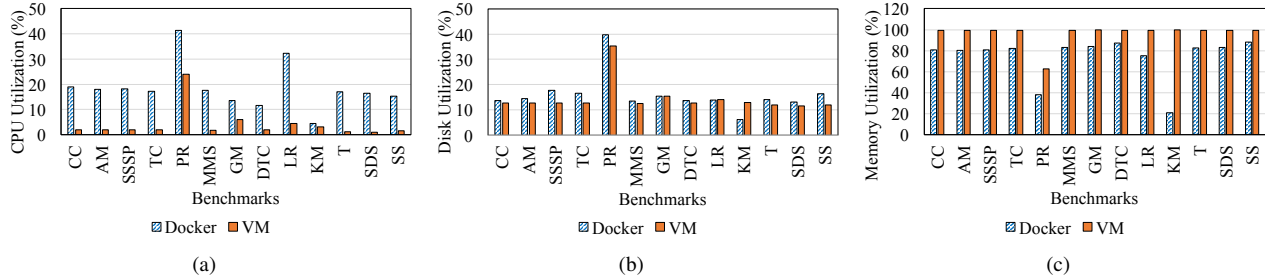 CPU Utilization (%)
50
40
30
20
10
0
CC
AM
SSSP
TC
PR
MMS
GM
DTC
LR
KM
T
SDS
SS
Benchmarks
Docker
VM
(a)
Disk Utilization (%)
50
40
30
20
10
0
CC
AM
SSSP
TC
PR
MMS
GM
DTC
LR
KM
T
SDS
SS
Benchmarks
Docker
VM
(b)
Memory Utilization (%)
120
100
80
60
40
20
0
CC
AM
SSSP
TC
PR
MMS
GM
DTC
LR
KM
T
SDS
SS
Benchmarks
Docker
VM
(c)